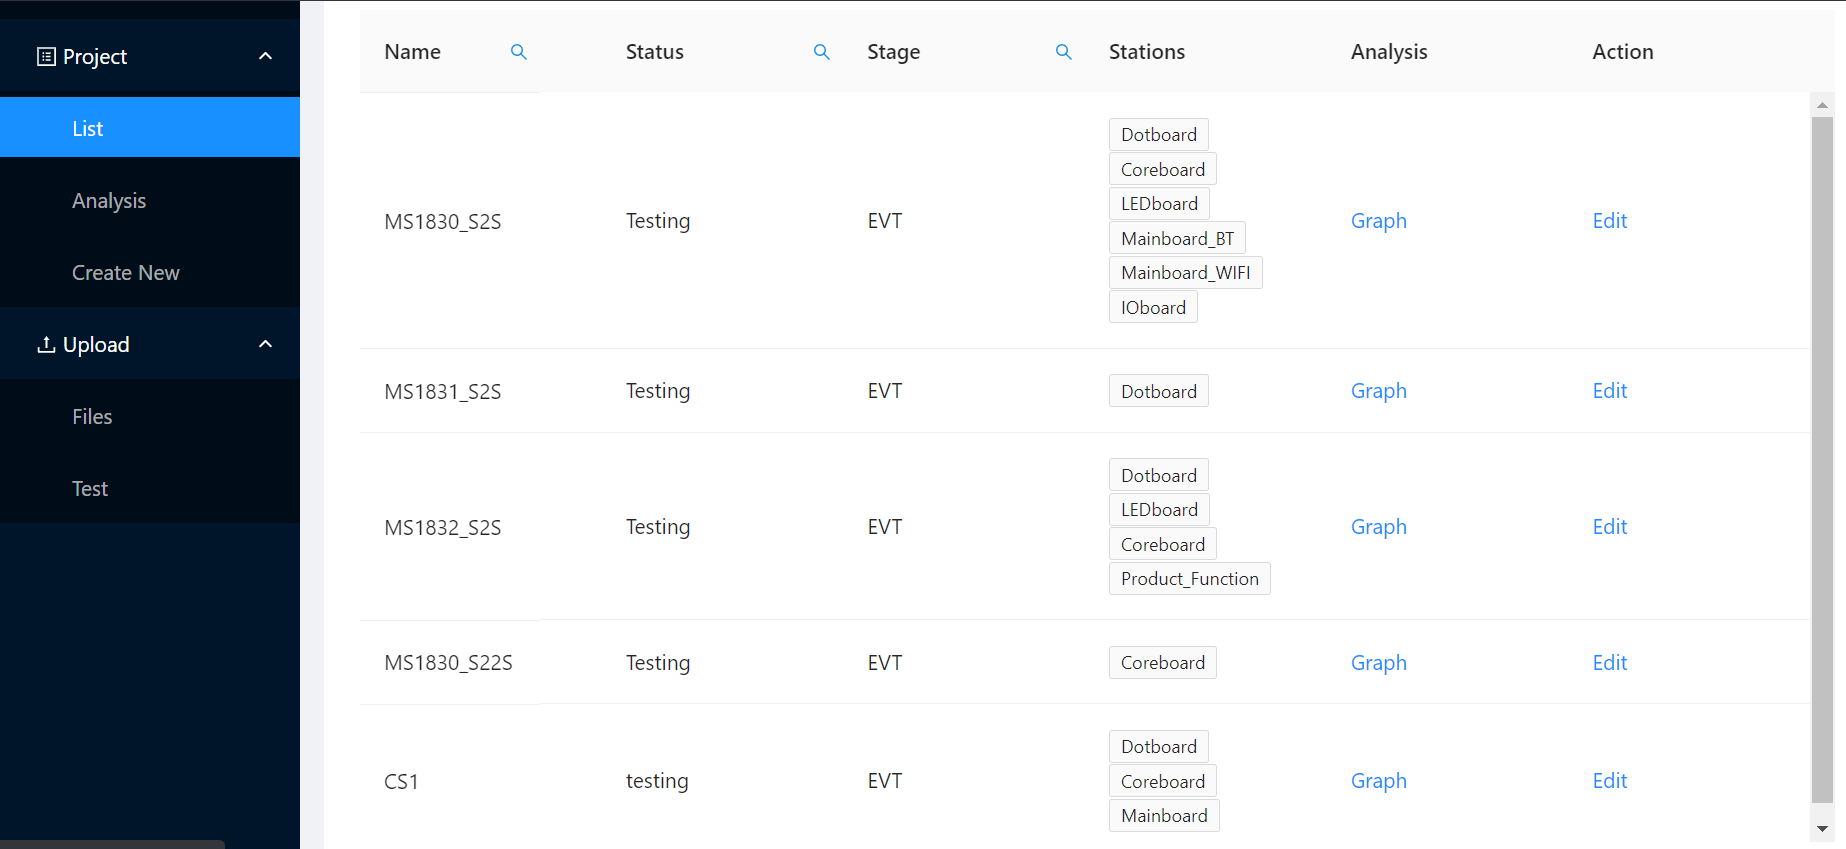 Project
List
Analysis
Create New
Upload
Files
Test
Name Status Stage Stations Analysis Action
MS1830_S2S Testing EVT Dotboard Graph Edit
Coreboard
LEDboard
Mainboard_BT
Mainboard_WIFI
IOboard
MS1831_S2S Testing EVT Dotboard Graph Edit
MS1832_S2S Testing EVT Dotboard Graph Edit
LEDboard
Coreboard
Product_Function
MS1830_S22S Testing EVT Coreboard Graph Edit
CS1 testing EVT Dotboard Graph Edit
Coreboard
Mainboard